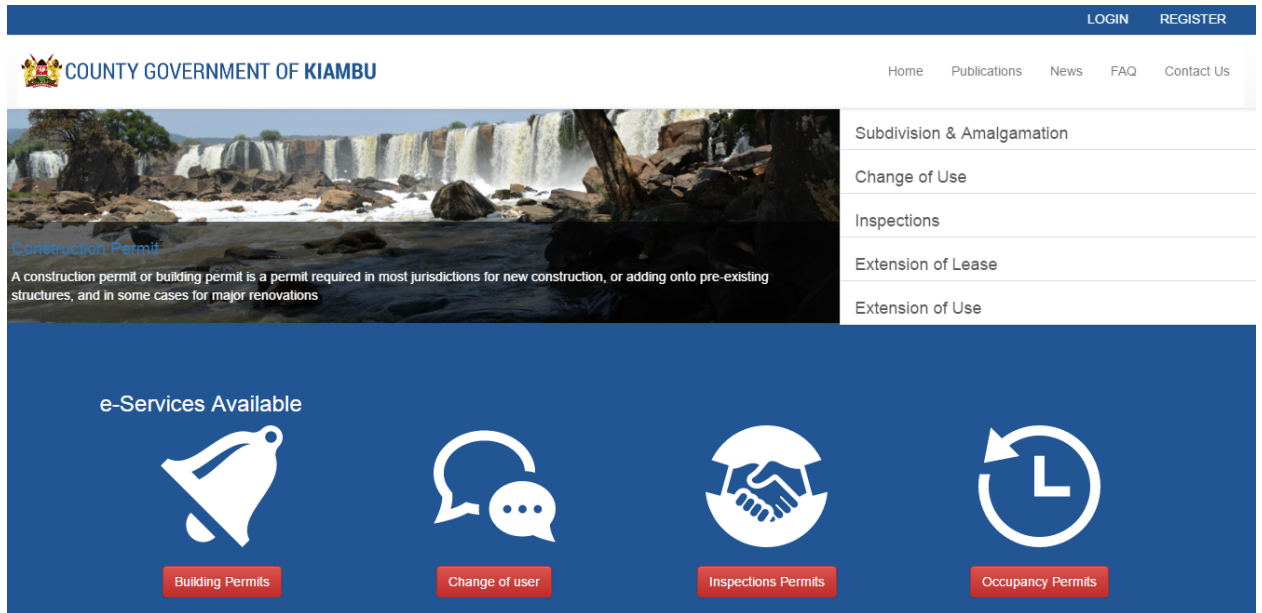 LOGIN REGISTER
COUNTY GOVERNMENT OF KIAMBU
Home Publications News FAQ Contact Us
Construction Permit
A construction permit or building permit is a permit required in most jurisdictions for new construction, or adding onto pre-existing
structures, and in some cases for major renovations
Subdivision & Amalgamation
Change of Use
Inspections
Extension of Lease
Extension of Use
e-Services Available
Building Permits
Change of user
Inspections Permits
Occupancy Permits